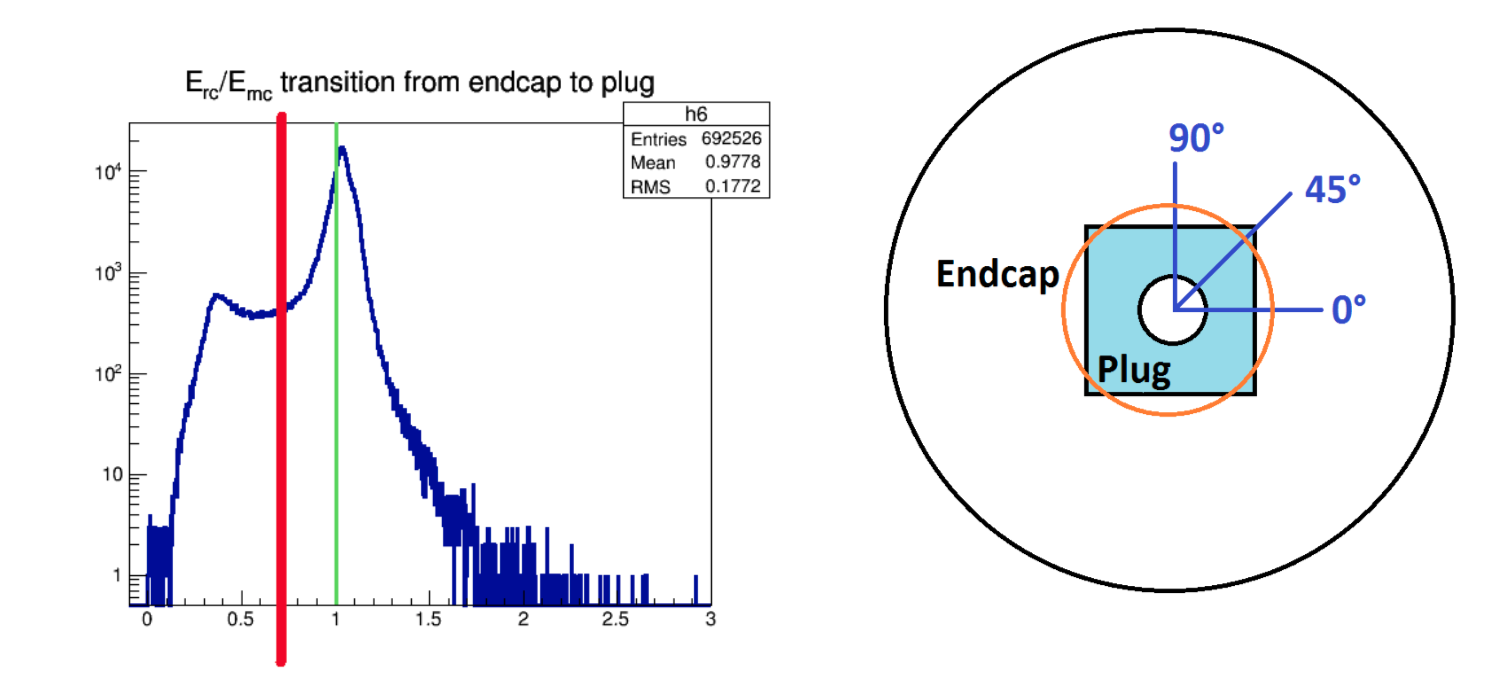 E_rc/E_mc transition from endcap to plug
h6
Entries 692526
Mean 0.9778
RMS 0.1772
10^4
10^3
10^2
10
1
0 0.5 1 1.5 2 2.5 3
90°
45°
Endcap
0°
Plug